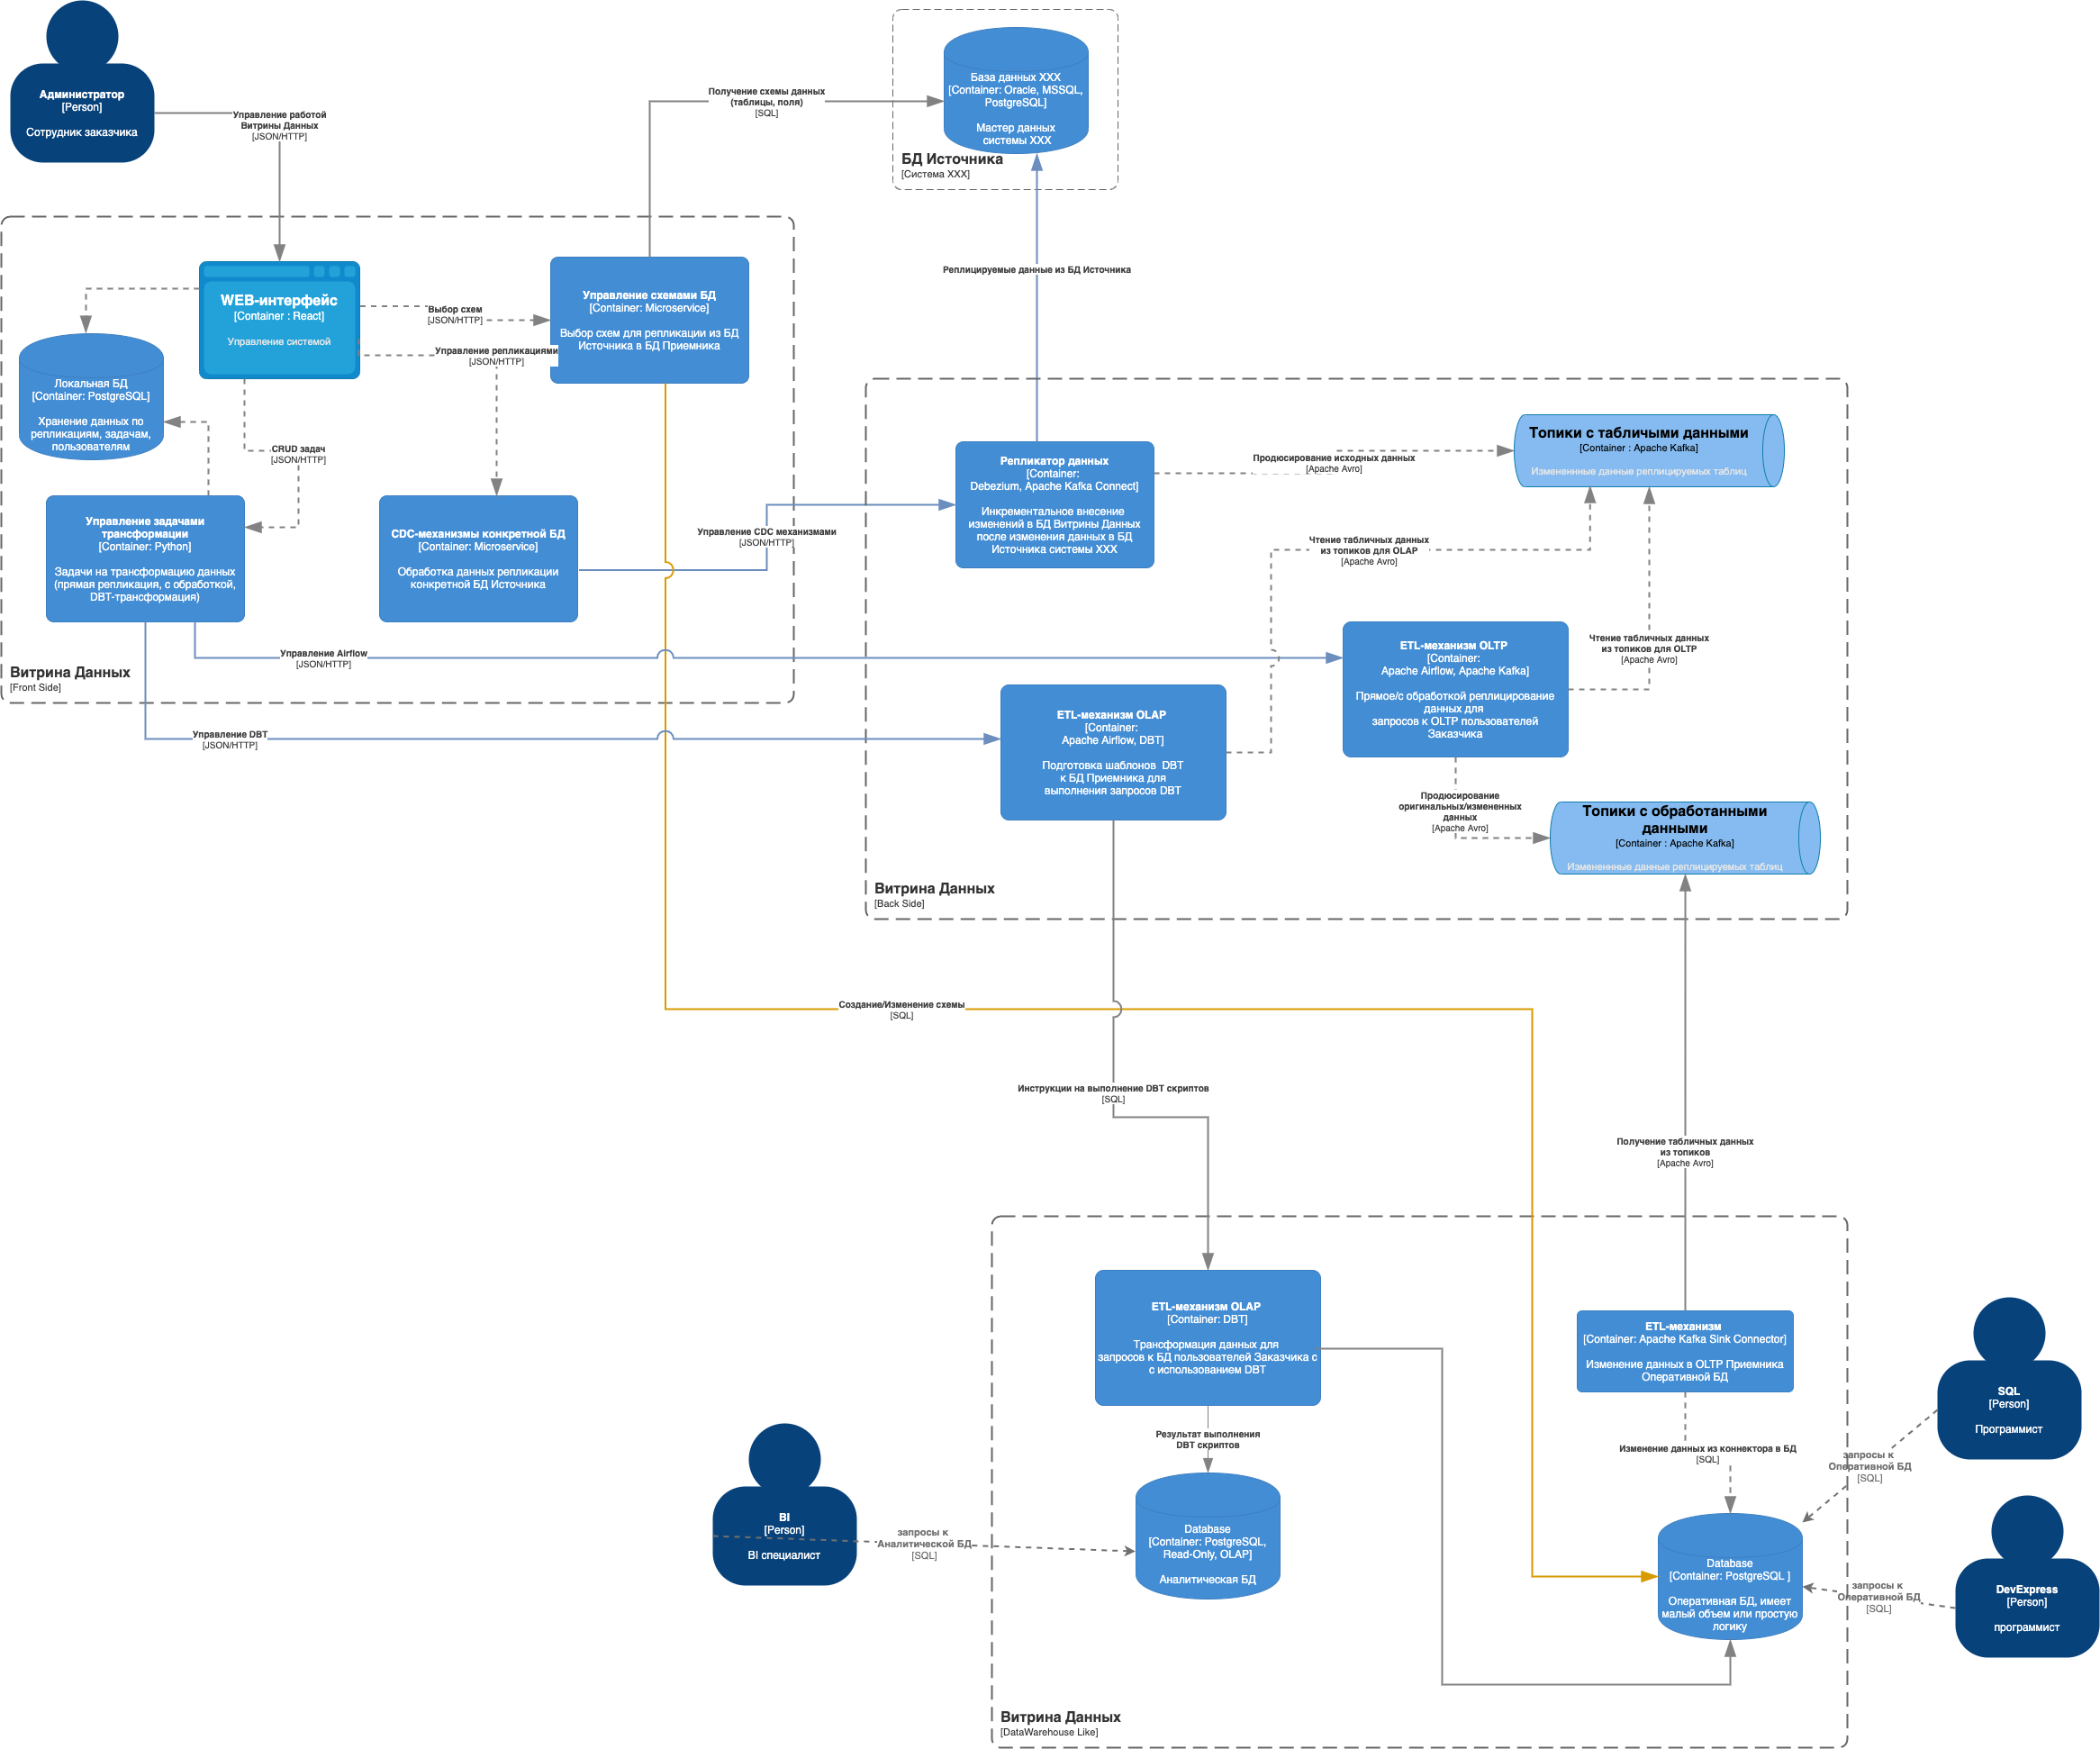 Администратор
[Person]
Сотрудник заказчика
Управление работой
Витрины Данных
[JSON/HTTP]
Получение схемы данных
(таблицы, поля)
[SQL]
База данных XXX
[Container: Oracle, MSSQL,
PostgreSQL]
Мастер данных
системы XXX
БД Источника
[Система XXX]
WEB-интерфейс
[Container : React]
Управление системой
Выбор схем
[JSON/HTTP]
Управление репликациями
[JSON/HTTP]
Управление схемами БД
[Container: Microservice]
Выбор схем для репликации из БД
Источника в БД Приемника
Реплицируемые данные из БД Источника
Локальная БД
[Container: PostgreSQL]
Хранение данных по
репликациям, задачам,
пользователям
CRUD задач
[JSON/HTTP]
Управление задачами
трансформации
[Container: Python]
Задачи на трансформацию данных
(прямая репликация, с обработкой,
DBT-трансформация)
CDC-механизмы конкретной БД
[Container: Microservice]
Обработка данных репликации
конкретной БД Источника
Управление CDC механизмами
[JSON/HTTP]
Управление Airflow
[JSON/HTTP]
Витрина Данных
[Front Side]
Управление DBT
[JSON/HTTP]
Репликатор данных
[Container:
Debezium, Apache Kafka Connect]
Инкрементальное внесение
изменений в БД Витрины Данных
после изменения данных в БД
Источника системы XXX
Продюсирование исходных данных
[Apache Avro]
Топики с табличыми данными
[Container : Apache Kafka]
Измененнные данные реплицируемых таблиц
Чтение табличных данных
из топиков для OLAP
[Apache Avro]
ETL-механизм OLTP
[Container:
Apache Airflow, Apache Kafka]
Прямое/с обработкой реплицирование
данных для
запросов к OLTP пользователей
Заказчика
Чтение табличных данных
из топиков для OLTP
[Apache Avro]
ETL-механизм OLAP
[Container:
Apache Airflow, DBT]
Подготовка шаблонов DBT
к БД Приемника для
выполнения запросов DBT
Продюсирование
оригинальных/измененных
данных
[Apache Avro]
Топики с обработанными
данными
[Container : Apache Kafka]
Измененнные данные реплицируемых таблиц
Витрина Данных
[Back Side]
Создание/Изменение схемы
[SQL]
Инструкции на выполнение DBT скриптов
[SQL]
Получение табличных данных
из топиков
[Apache Avro]
ETL-механизм OLAP
[Container: DBT]
Трансформация данных для
запросов к БД пользователей Заказчика с
с использованием DBT
ETL-механизм
[Container: Apache Kafka Sink Connector]
Изменение данных в OLTP Приемника
Оперативной БД
Результат выполнения
DBT скриптов
Изменение данных из коннектора в БД
[SQL]
SQL
[Person]
Программист
запросы к
Оперативной БД
[SQL]
BI
[Person]
BI специалист
запросы к
Аналитической БД
[SQL]
Database
[Container: PostgreSQL,
Read-Only, OLAP]
Аналитическая БД
Database
[Container: PostgreSQL ]
Оперативная БД, имеет
малый объем или простую
логику
запросы к
Оперативной БД
[SQL]
DevExpress
[Person]
программист
Витрина Данных
[DataWarehouse Like]